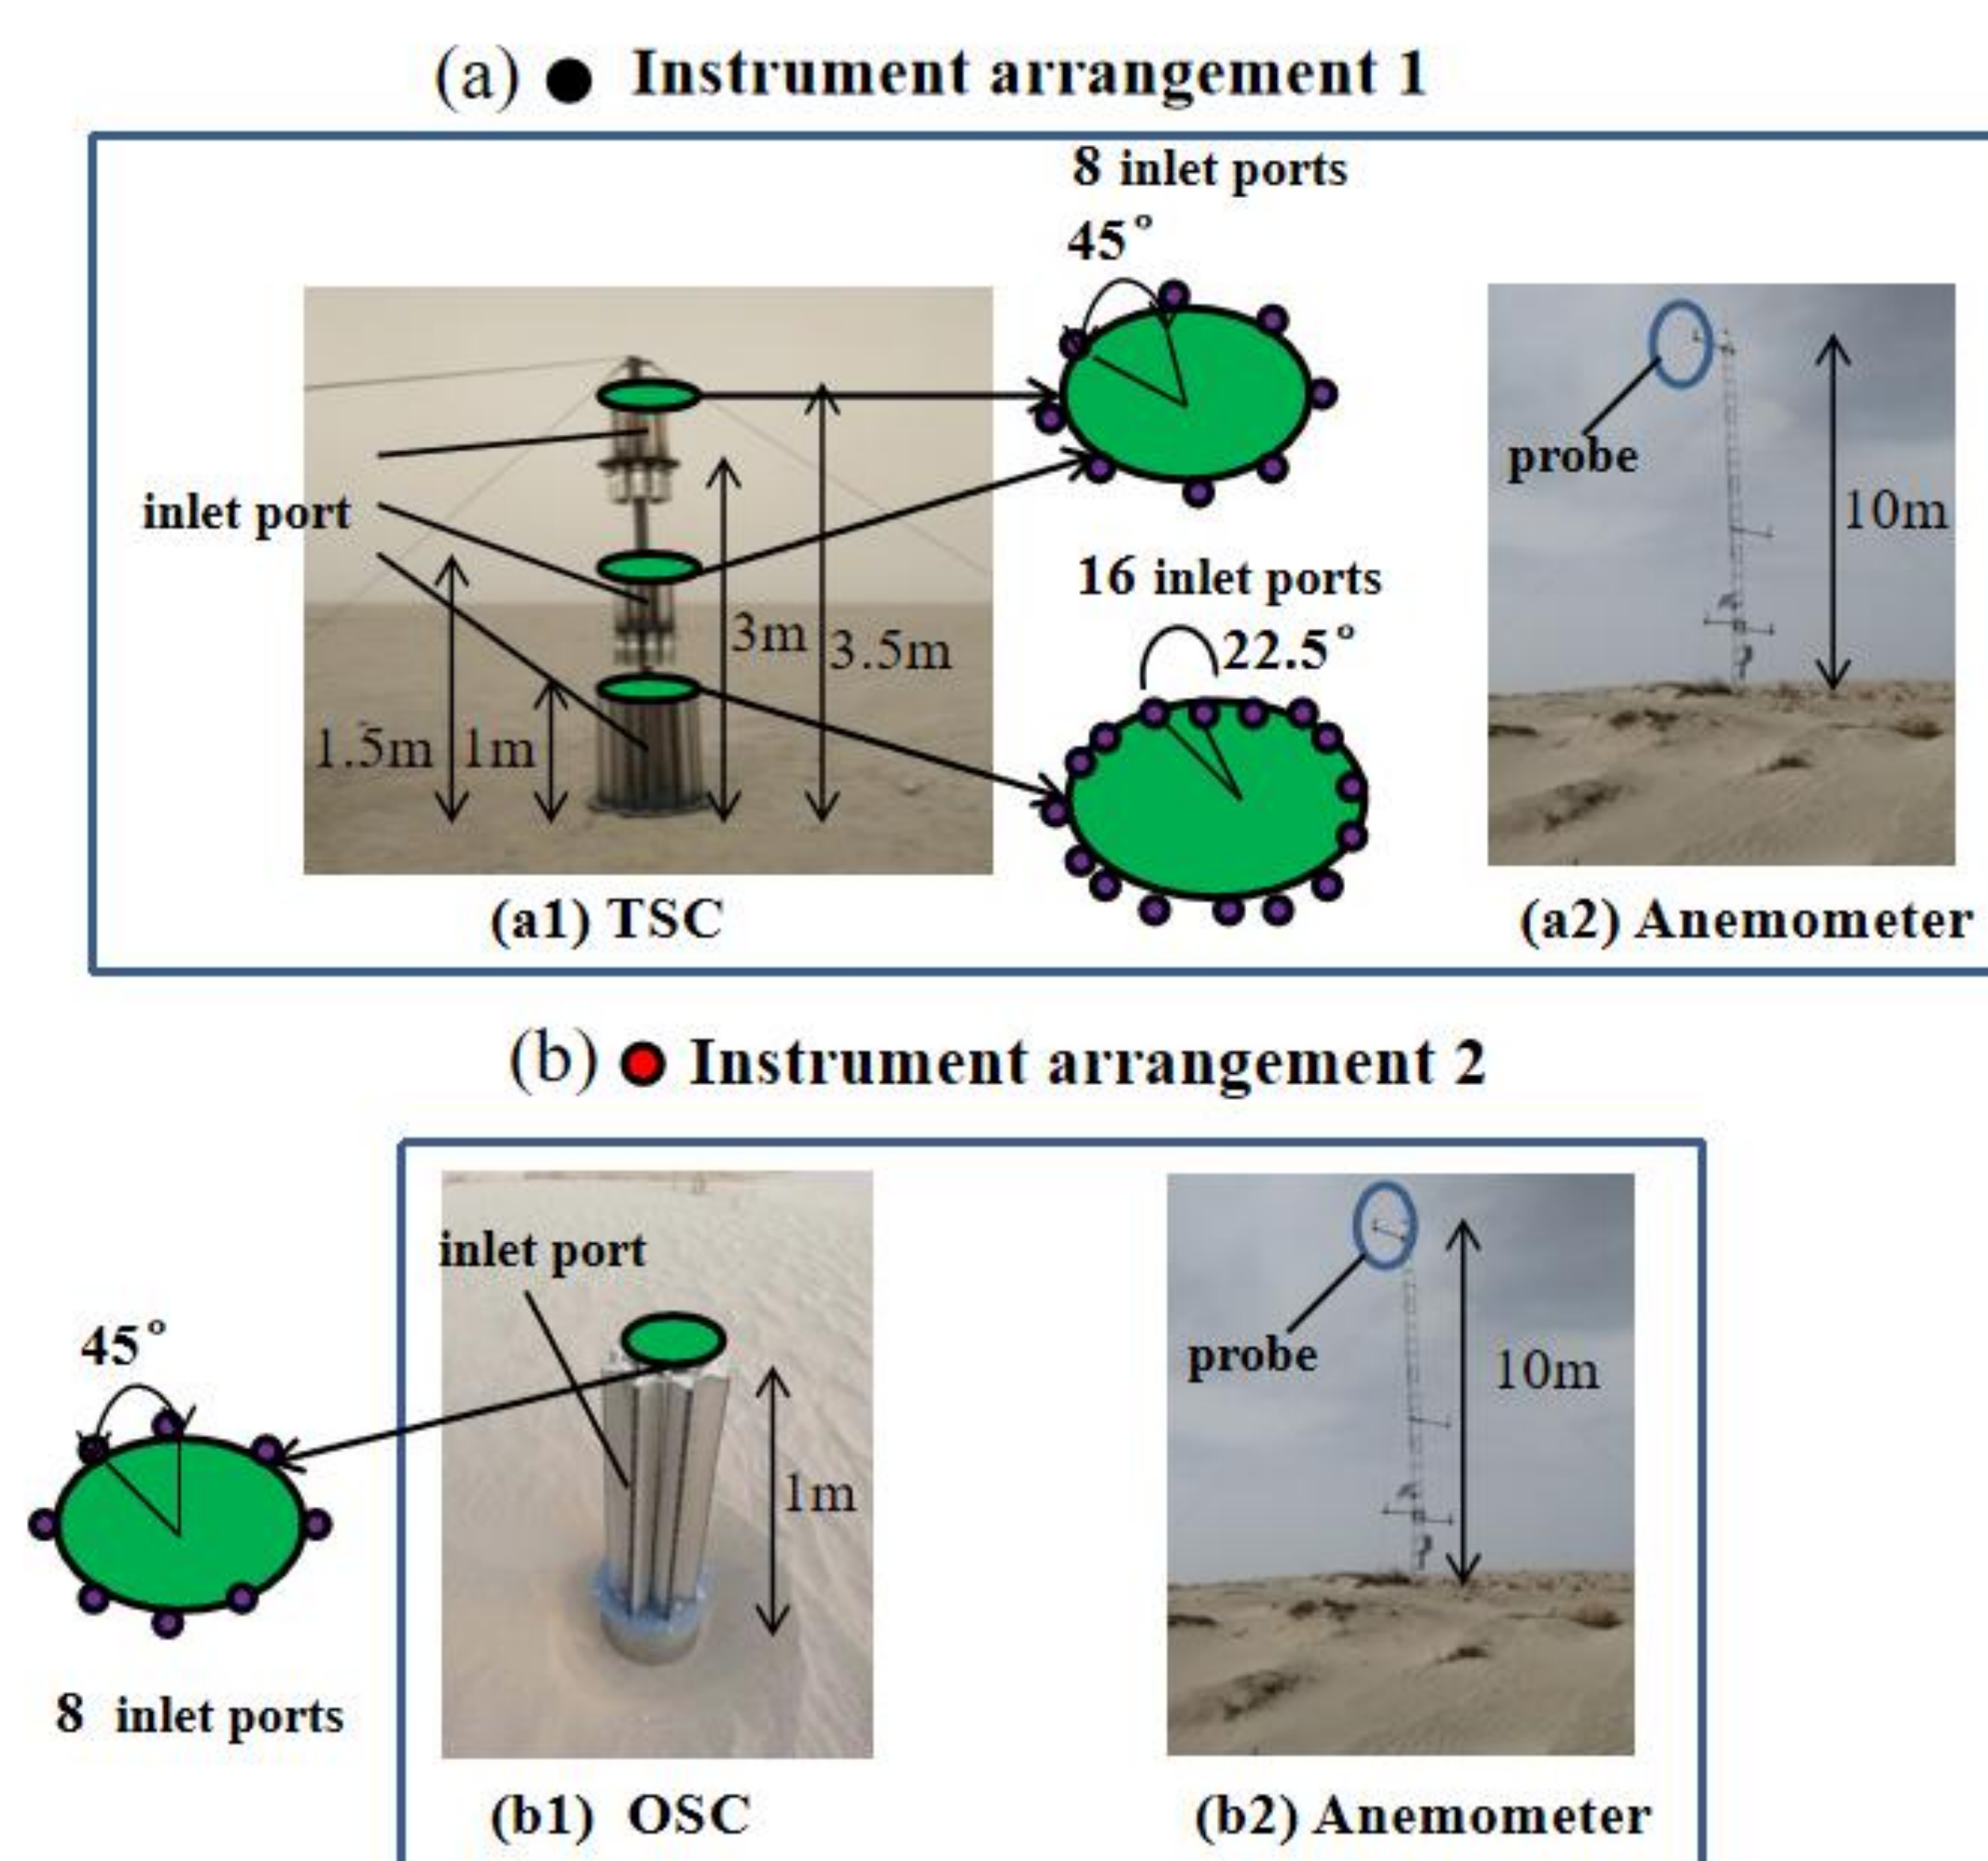 (a) ● Instrument arrangement 1
8 inlet ports
45°
inlet port
probe
10m
16 inlet ports
22.5°
3m
3.5m
1.5m
1m
(a1) TSC
(a2) Anemometer
(b) ● Instrument arrangement 2
inlet port
45°
probe
10m
1m
8 inlet ports
(b1) OSC
(b2) Anemometer